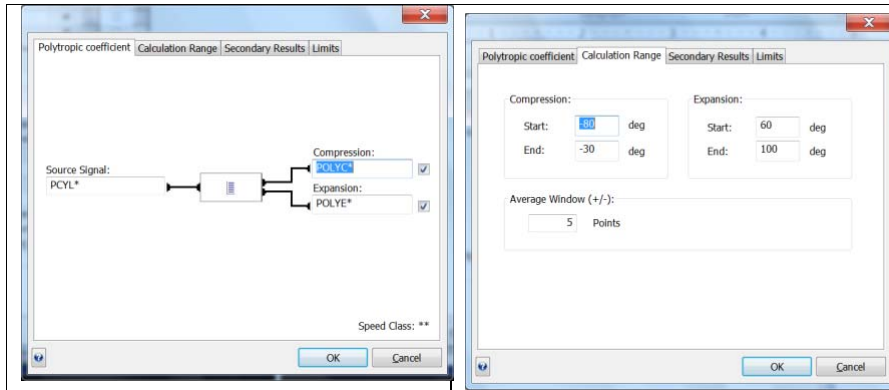 Polytropic coefficient Calculation Range Secondary Results Limits
Compression:
POLYC*
Source Signal:
PCYL*
Expansion:
POLYE*
Speed Class: **
OK Cancel
Polytropic coefficient Calculation Range Secondary Results Limits
Compression: Expansion:
Start: -80 deg Start: 60 deg
End: -30 deg End: 100 deg
Average Window (+/-):
5 Points
OK Cancel